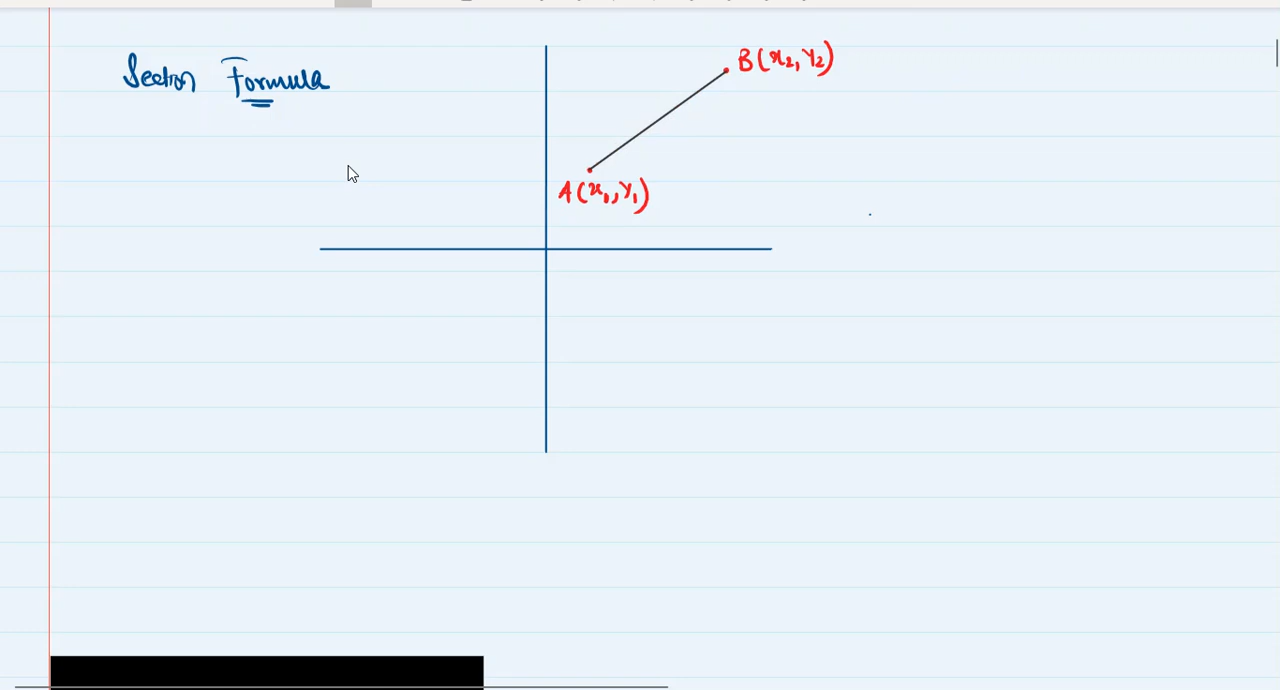 Section Formula
B(x₂, y₂)
A(x₁, y₁)